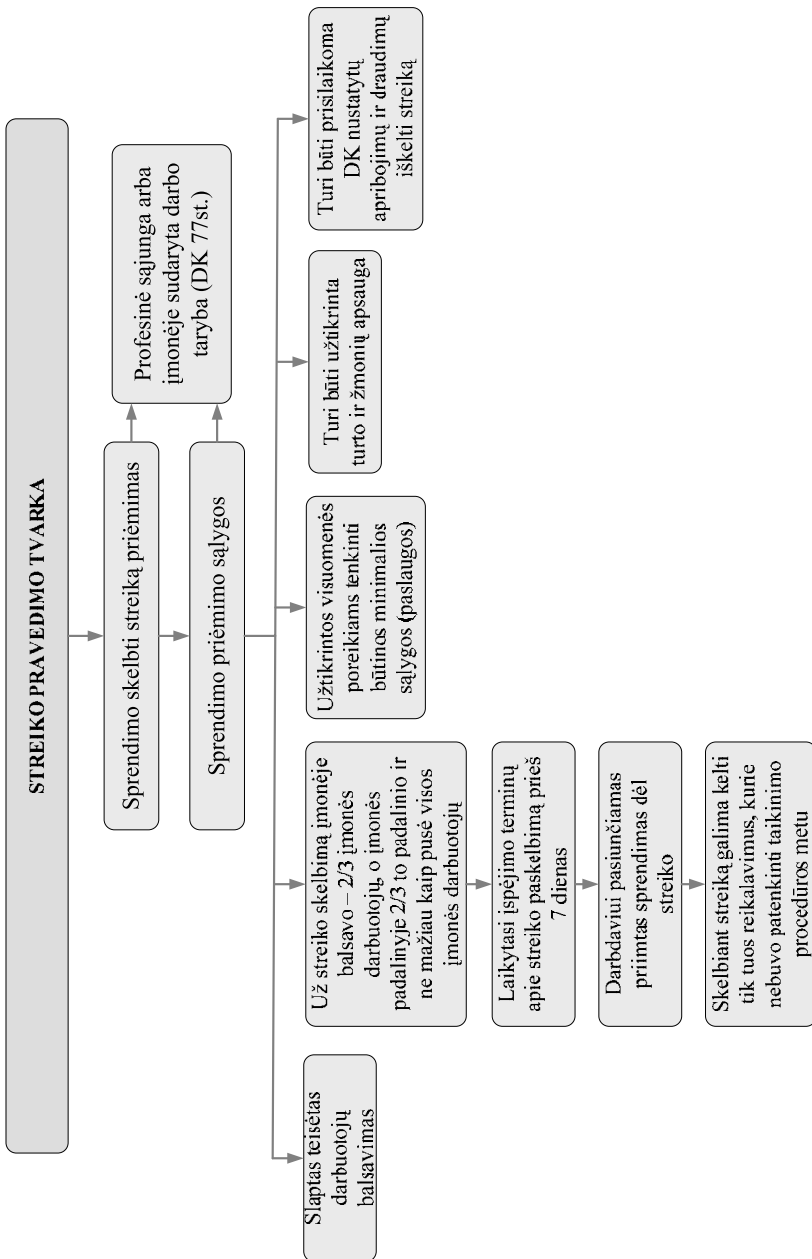 STREIKO PRAVEDIMO TVARKA
Sprendimo skelbti streiką priėmimas
Profesinė sąjunga arba
įmonėje sudaryta darbo
taryba (DK 77st.)
Sprendimo priėmimo sąlygos
Slaptas teisėtas
darbuotojų
balsavimas
Už streiko skelbimą įmonėje
balsavo – 2/3 įmonės
darbuotojų, o įmonės
padalinyje 2/3 to padalinio ir
ne mažiau kaip pusė visos
įmonės darbuotojų
Laikytasi įspėjimo terminų
apie streiko paskelbimą prieš
7 dienas
Darbdaviui pasiunčiamas
priimtas sprendimas dėl
streiko
Skelbiant streiką galima kelti
tik tuos reikalavimus, kurie
nebuvo patenkinti taikinimo
procedūros metu
Užtikrintos visuomenės
poreikiams tenkinti
būtinos minimalios
sąlygos (paslaugos)
Turi būti užtikrinta
turto ir žmonių apsauga
Turi būti prisilaikoma
DK nustatytų
apribojimų ir draudimų
iškelti streiką